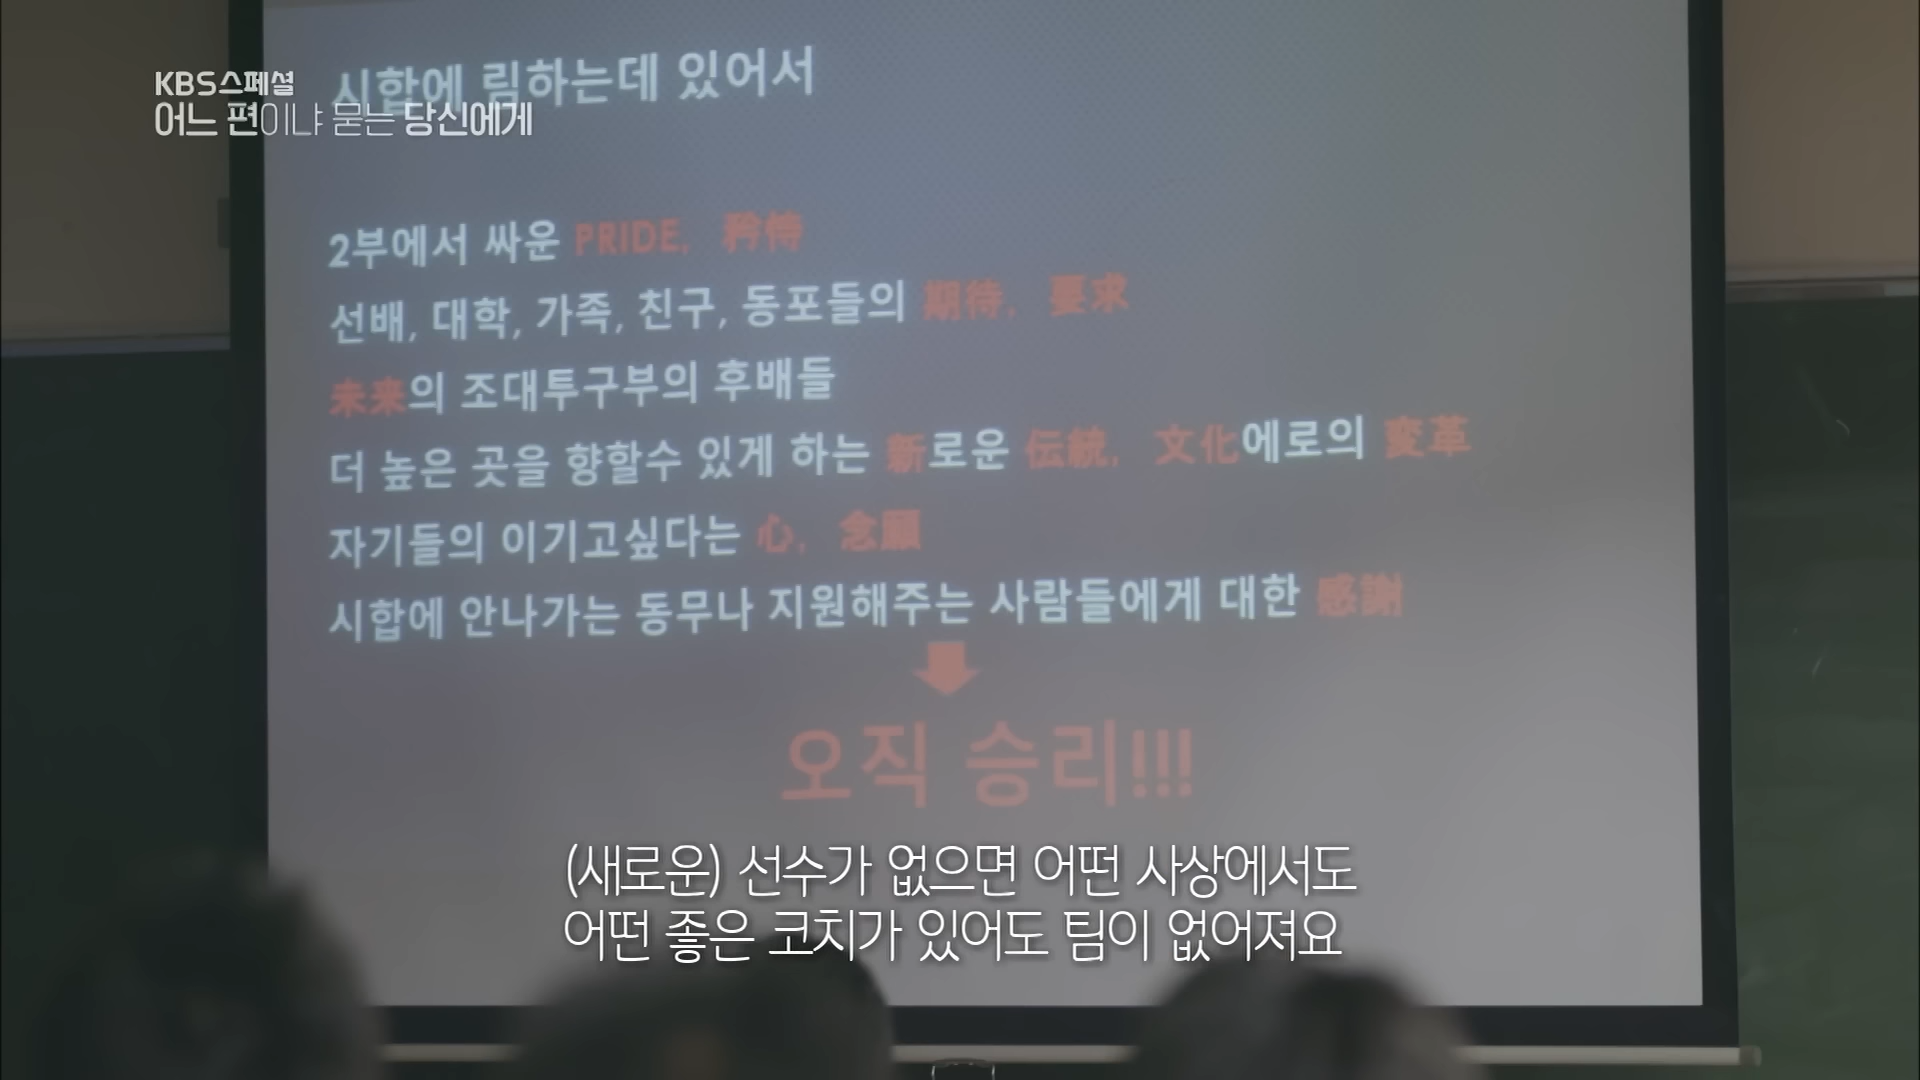 KBS스페셜
어느 편이냐 묻는 당신에게
시합에 림하는데 있어서
2부에서 싸운 PRIDE, 矜恃
선배, 대학, 가족, 친구, 동포들의 期待, 要求
未来의 조대투구부의 후배들
더 높은 곳을 향할수 있게 하는 新로운 伝統, 文化에로의 変革
자기들의 이기고싶다는 心, 念願
시합에 안나가는 동무나 지원해주는 사람들에게 대한 感謝
오직 승리!!!
(새로운) 선수가 없으면 어떤 사상에서도
어떤 좋은 코치가 있어도 팀이 없어져요